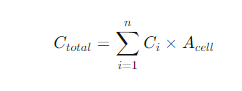 $C_{total} = \sum_{i=1}^{n} C_i \times A_{cell}$